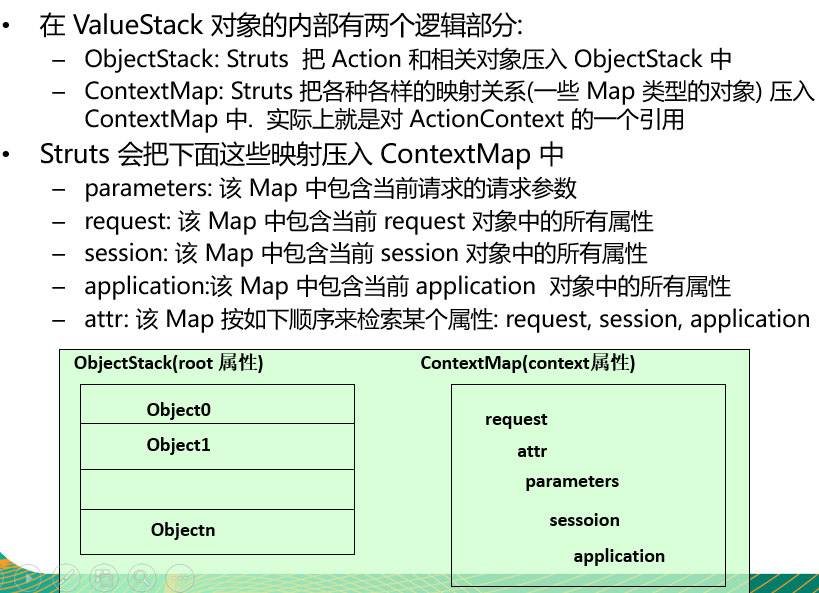 • 在 ValueStack 对象的内部有两个逻辑部分:
– ObjectStack: Struts 把 Action 和相关对象压入 ObjectStack 中
– ContextMap: Struts 把各种各样的映射关系(一些 Map 类型的对象) 压入
ContextMap 中. 实际上就是对 ActionContext 的一个引用
• Struts 会把下面这些映射压入 ContextMap 中
– parameters: 该 Map 中包含当前请求的请求参数
– request: 该 Map 中包含当前 request 对象中的所有属性
– session: 该 Map 中包含当前 session 对象中的所有属性
– application:该 Map 中包含当前 application 对象中的所有属性
– attr: 该 Map 按如下顺序来检索某个属性: request, session, application
ObjectStack(root 属性)
Object0
Object1
Objectn
ContextMap(context属性)
request
attr
parameters
sessoion
application